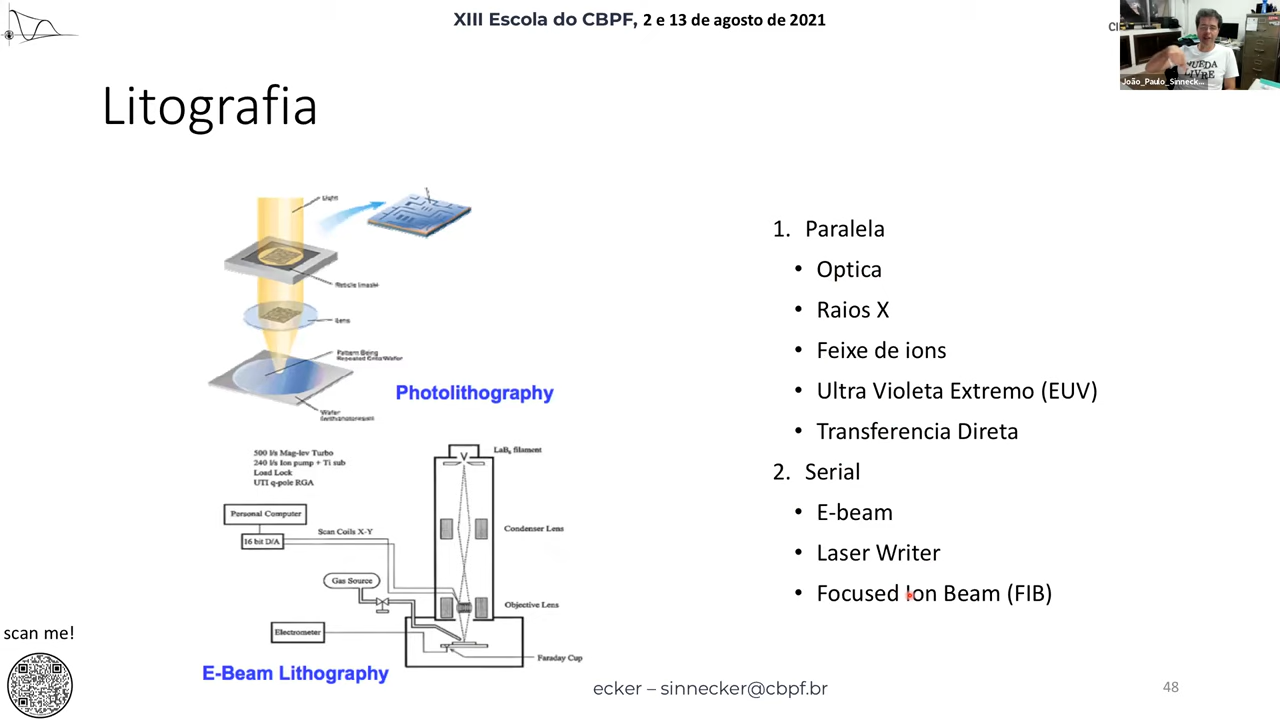 XIII Escola do CBPF, 2 e 13 de agosto de 2021
João_Paulo_Sinneck...
QUEDA
LIVRE
Litografia
Light
Reticle (mask)
Lens
Pattern Being
Repeated Onto Wafer
Wafer
(with photoresist)
Photolithography
500 l/s Mag-lev Turbo
240 l/s Ion pump + Ti sub
Load Lock
UTI q-pole RGA
LaB₆ filament
V
Personal Computer
16 bit D/A
Scan Coils X-Y
Condenser Lens
Gas Source
Objective Lens
Electrometer
Faraday Cup
E-Beam Lithography
1. Paralela
• Optica
• Raios X
• Feixe de ions
• Ultra Violeta Extremo (EUV)
• Transferencia Direta
2. Serial
• E-beam
• Laser Writer
• Focused Ion Beam (FIB)
scan me!
ecker – sinnecker@cbpf.br
48